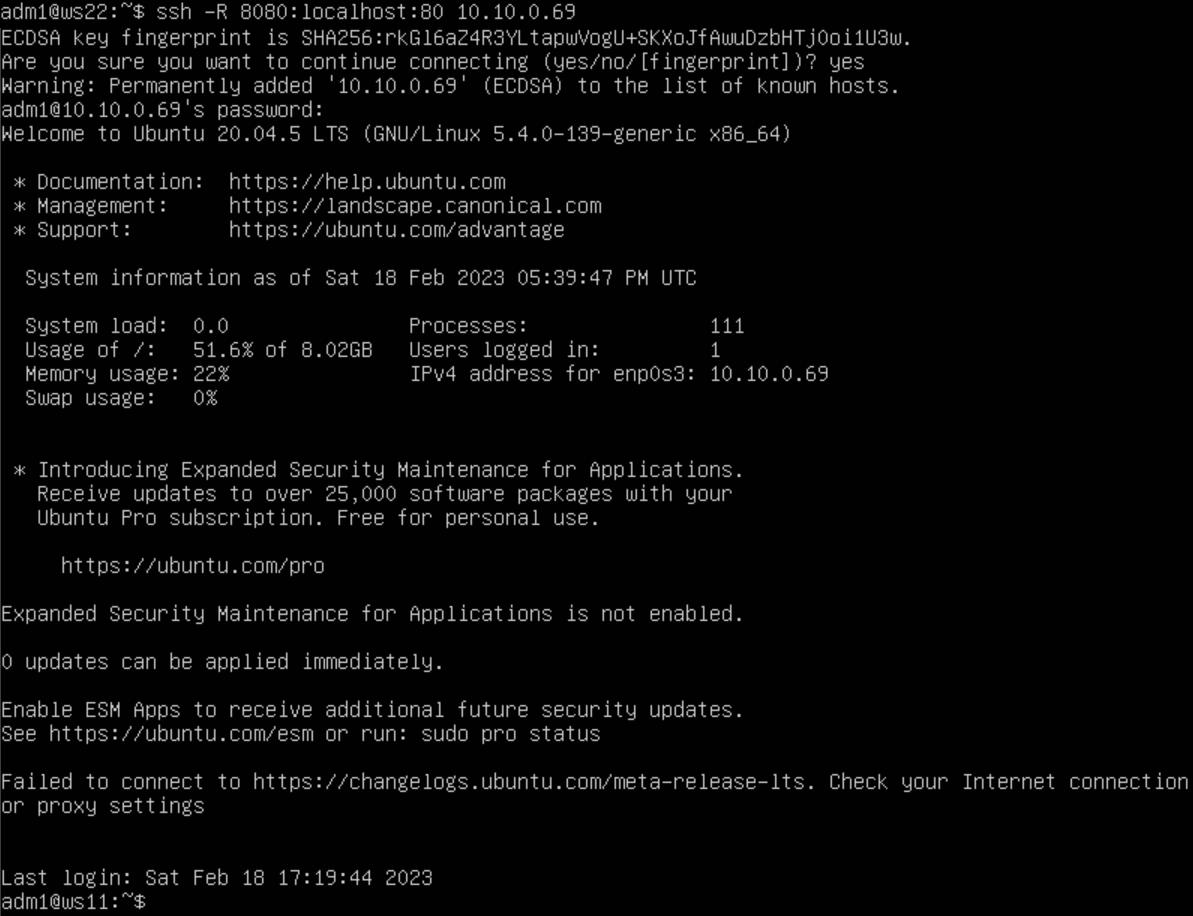 adm1@ws22:~$ ssh -R 8080:localhost:80 10.10.0.69
ECDSA key fingerprint is SHA256:rkGl6aZ4R3YLtapwVogU+SKXoJfAwuDzbHTj0oi1U3w.
Are you sure you want to continue connecting (yes/no/[fingerprint])? yes
Warning: Permanently added '10.10.0.69' (ECDSA) to the list of known hosts.
adm1@10.10.0.69's password:
Welcome to Ubuntu 20.04.5 LTS (GNU/Linux 5.4.0-139-generic x86_64)
* Documentation:  https://help.ubuntu.com
* Management:     https://landscape.canonical.com
* Support:        https://ubuntu.com/advantage
System information as of Sat 18 Feb 2023 05:39:47 PM UTC
System load:  0.0               Processes:               111
Usage of /:   51.6% of 8.02GB   Users logged in:         1
Memory usage: 22%               IPv4 address for enp0s3: 10.10.0.69
Swap usage:   0%
* Introducing Expanded Security Maintenance for Applications.
Receive updates to over 25,000 software packages with your
Ubuntu Pro subscription. Free for personal use.
https://ubuntu.com/pro
Expanded Security Maintenance for Applications is not enabled.
0 updates can be applied immediately.
Enable ESM Apps to receive additional future security updates.
See https://ubuntu.com/esm or run: sudo pro status
Failed to connect to https://changelogs.ubuntu.com/meta-release-lts. Check your Internet connection
or proxy settings
Last login: Sat Feb 18 17:19:44 2023
adm1@ws11:~$